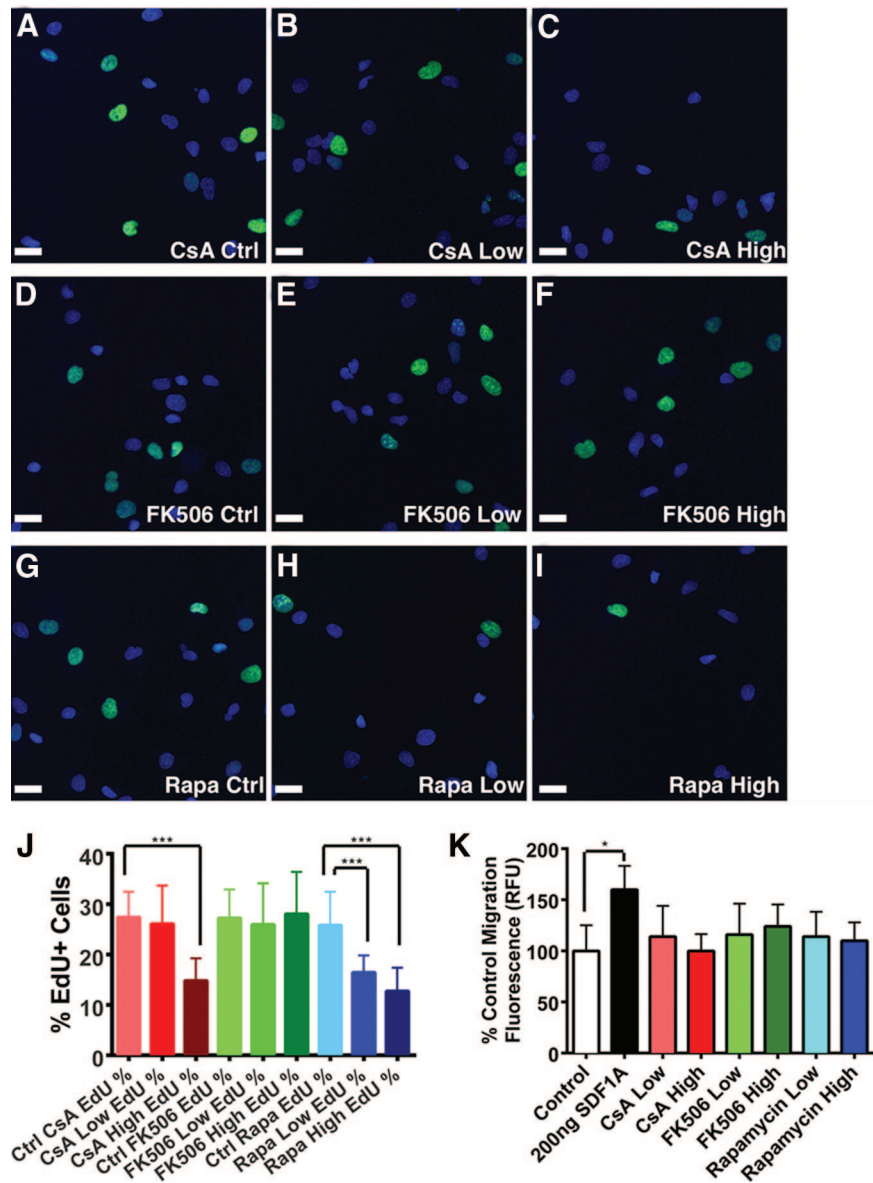 A
CsA Ctrl
B
CsA Low
C
CsA High
D
FK506 Ctrl
E
FK506 Low
F
FK506 High
G
Rapa Ctrl
H
Rapa Low
I
Rapa High
J
% EdU+ Cells
40
30
20
10
0
***
***
***
Ctrl CsA EdU %
CsA Low EdU %
CsA High EdU %
Ctrl FK506 EdU %
FK506 Low EdU %
FK506 High EdU %
Ctrl Rapa EdU %
Rapa Low EdU %
Rapa High EdU %
K
% Control Migration
Fluorescence (RFU)
200
150
100
50
0
*
Control
200ng SDF1A
CsA Low
CsA High
FK506 Low
FK506 High
Rapamycin Low
Rapamycin High